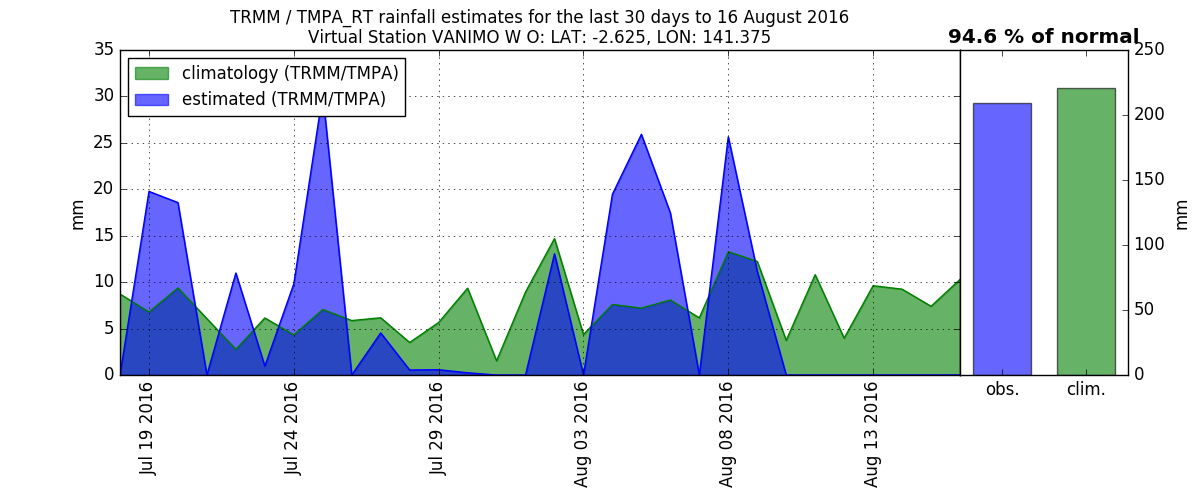 TRMM / TMPA_RT rainfall estimates for the last 30 days to 16 August 2016
Virtual Station VANIMO W O: LAT: -2.625, LON: 141.375
94.6 % of normal
climatology (TRMM/TMPA)
estimated (TRMM/TMPA)
mm
35
30
25
20
15
10
5
0
Jul 19 2016
Jul 24 2016
Jul 29 2016
Aug 03 2016
Aug 08 2016
Aug 13 2016
250
200
150
100
50
0
mm
obs.
clim.